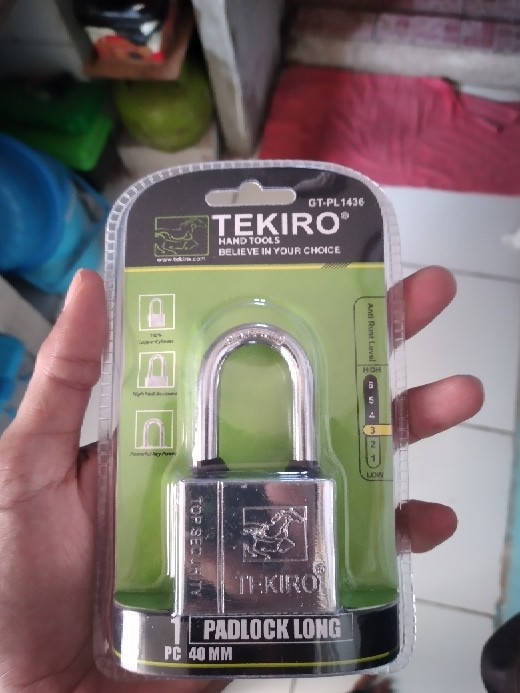 GT-PL1436
TEKIRO®
HAND TOOLS
BELIEVE IN YOUR CHOICE
www.tekiro.com
Anti Rust Level
HIGH
6
5
4
3
2
1
LOW
TOP SECURITY
TEKIRO®
1 PADLOCK LONG
PC 40 MM